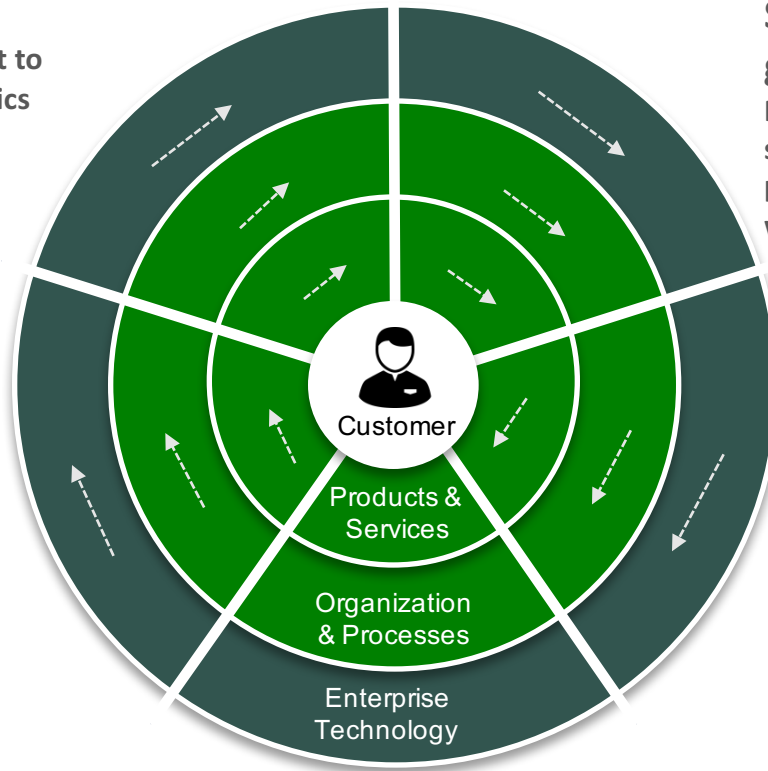 t to
ics
Customer
Products &
Services
Organization
& Processes
Enterprise
Technology